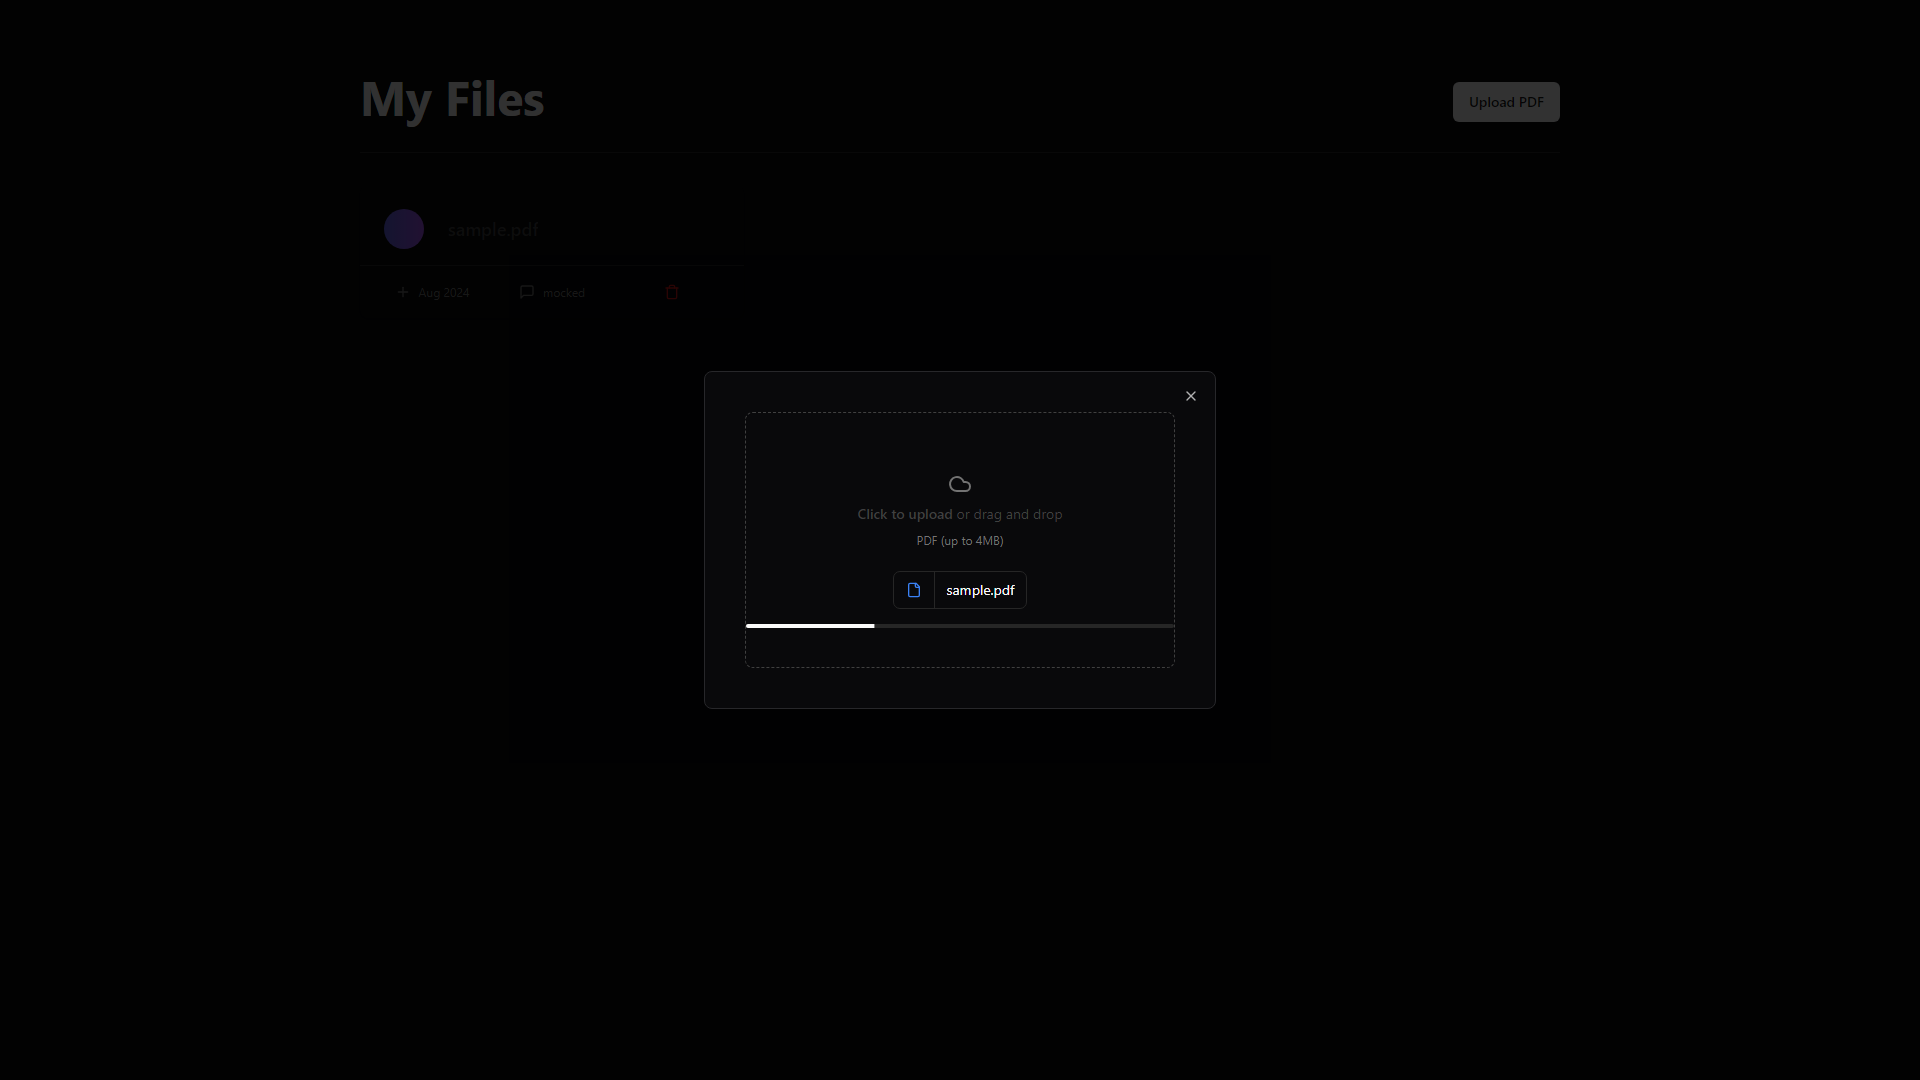 My Files
Upload PDF
sample.pdf
Aug 2024
mocked
Click to upload or drag and drop
PDF (up to 4MB)
sample.pdf